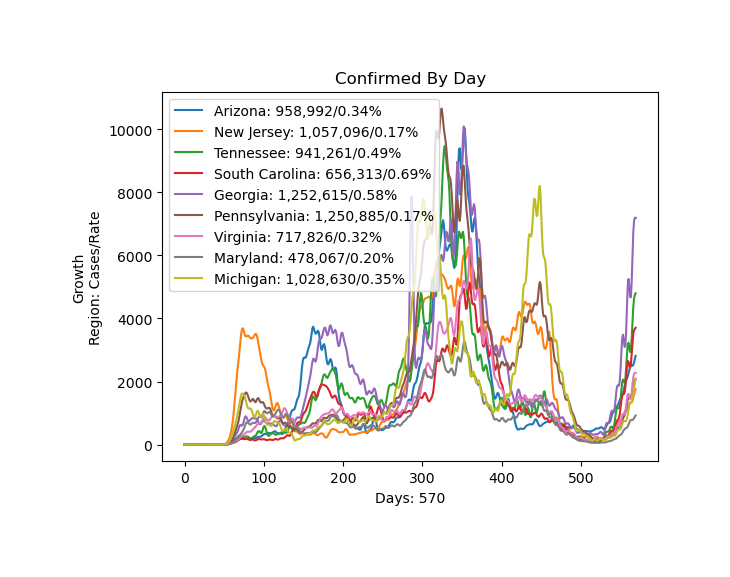 Confirmed By Day
Growth
Region: Cases/Rate
10000
8000
6000
4000
2000
0
Arizona: 958,992/0.34%
New Jersey: 1,057,096/0.17%
Tennessee: 941,261/0.49%
South Carolina: 656,313/0.69%
Georgia: 1,252,615/0.58%
Pennsylvania: 1,250,885/0.17%
Virginia: 717,826/0.32%
Maryland: 478,067/0.20%
Michigan: 1,028,630/0.35%
0 100 200 300 400 500
Days: 570